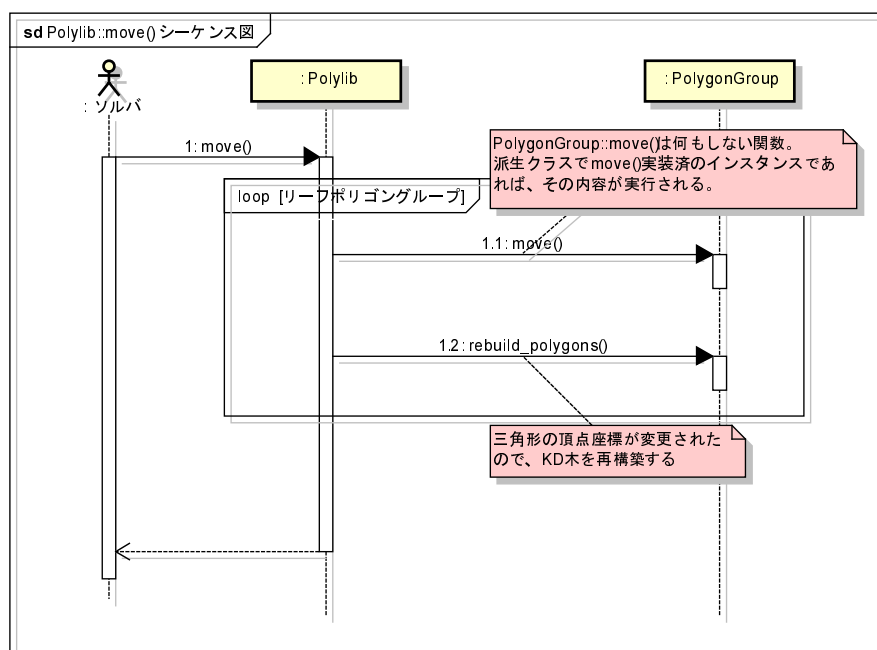 sd Polylib::move() シーケンス図
: ソルバ
: Polylib
: PolygonGroup
1: move()
PolygonGroup::move()は何もしない関数。
派生クラスでmove()実装済のインスタンスであ
れば、その内容が実行される。
loop [リーフポリゴングループ]
1.1: move()
1.2: rebuild_polygons()
三角形の頂点座標が変更された
ので、KD木を再構築する